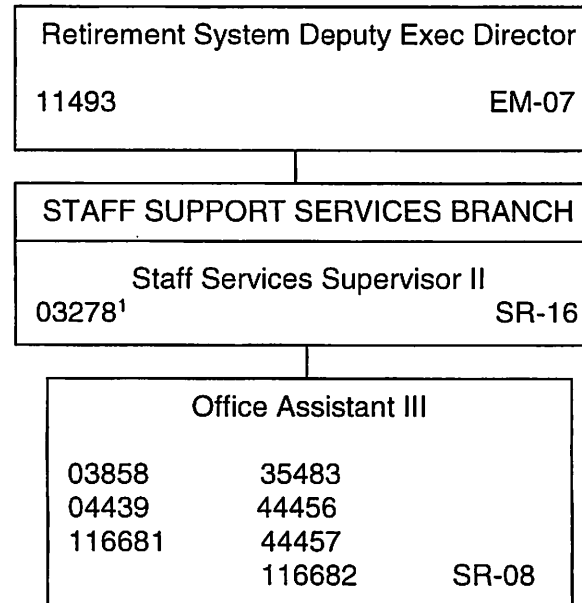 Retirement System Deputy Exec Director
11493 EM-07
STAFF SUPPORT SERVICES BRANCH
Staff Services Supervisor II
03278¹ SR-16
Office Assistant III
03858 35483
04439 44456
116681 44457
116682 SR-08